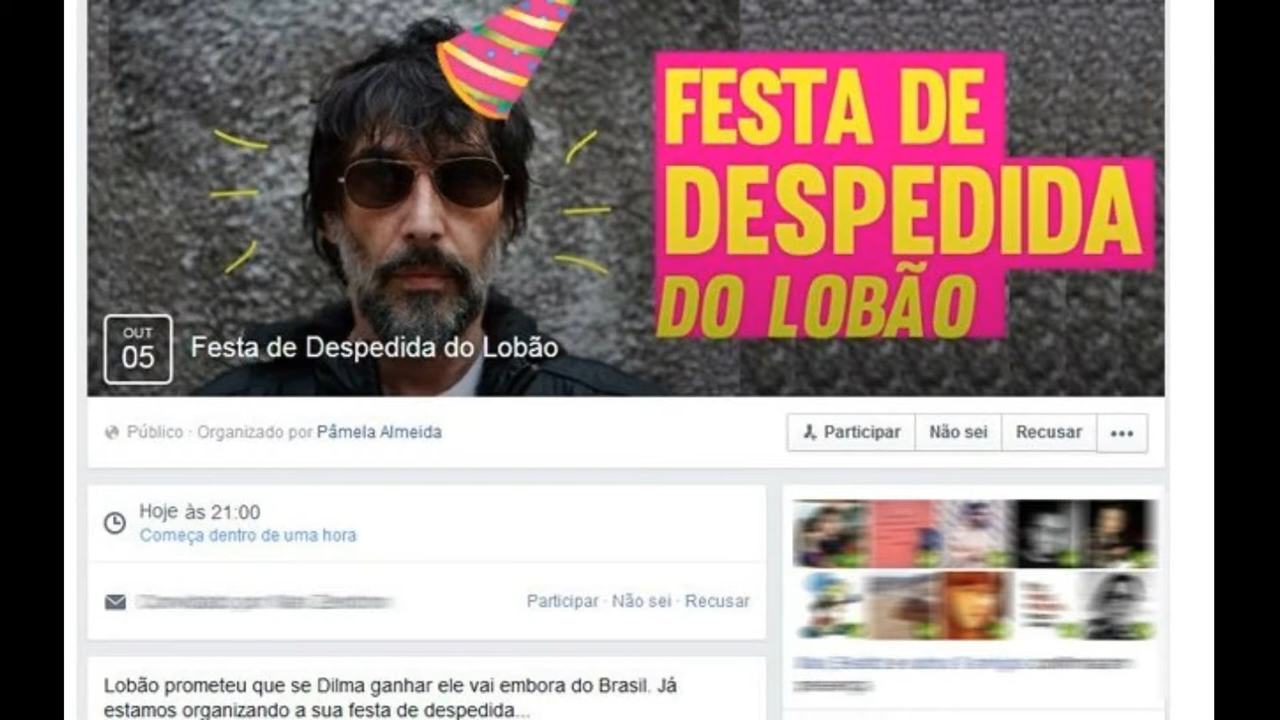 FESTA DE
DESPEDIDA
DO LOBÃO
OUT
05
Festa de Despedida do Lobão
Público · Organizado por Pâmela Almeida
Participar
Não sei
Recusar
Hoje às 21:00
Começa dentro de uma hora
Participar · Não sei · Recusar
Lobão prometeu que se Dilma ganhar ele vai embora do Brasil. Já
estamos organizando a sua festa de despedida...